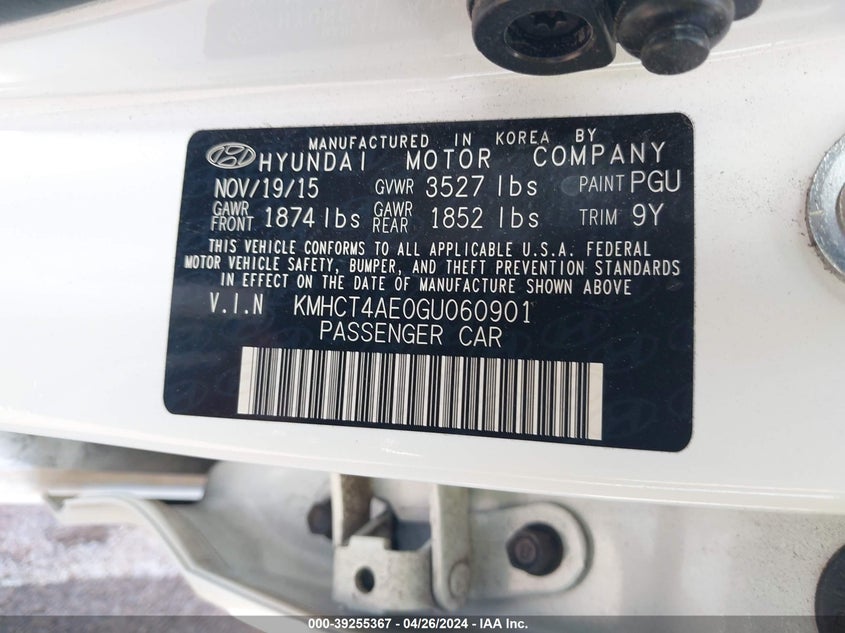 MANUFACTURED IN KOREA BY
HYUNDAI MOTOR COMPANY
NOV/19/15 GVWR 3527 lbs PAINT PGU
GAWR FRONT 1874 lbs GAWR REAR 1852 lbs TRIM 9Y
THIS VEHICLE CONFORMS TO ALL APPLICABLE U.S.A. FEDERAL
MOTOR VEHICLE SAFETY, BUMPER, AND THEFT PREVENTION STANDARDS
IN EFFECT ON THE DATE OF MANUFACTURE SHOWN ABOVE
V.I.N KMHCT4AE0GU060901
PASSENGER CAR
000-39255367 - 04/26/2024 - IAAI.COM.